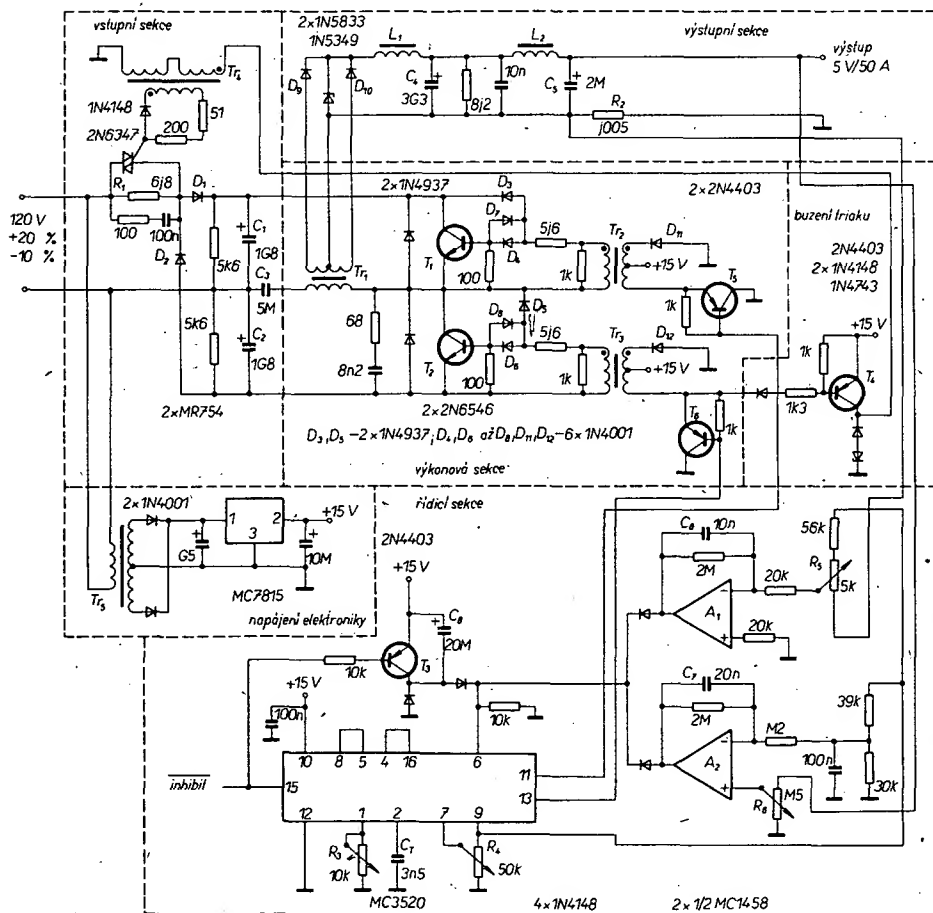 vstupní sekce
2×1N5833
1N5349
L₁
L₂
výstupní sekce
výstup
5 V/50 A
Tr₄
D₉
D₁₀
C₄
3G3
8j2
10n
C₅
2M
R₂
j005
1N4148
51
2N6347
200
R₁
6j8
D₁
100
100n
D₂
120 V
+20 %
-10 %
5k6
C₁
1G8
C₃
5M
5k6
C₂
1G8
2×MR754
2×1N4937
D₃
D₇
D₄
5j6
T₁
100
1k
Tr₁
Tr₂
D₁₁
+15 V
2×2N4403
T₅
1k
buzení triaku
2N4403
2×1N4148
1N4743
+15 V
68
8n2
D₅
D₈
D₆
5j6
T₂
100
1k
Tr₃
D₁₂
+15 V
T₆
1k
1k
1k3
T₄
2×2N6546
D₃,D₅-2×1N4937; D₄,D₆ až D₈,D₁₁,D₁₂-6×1N4001
výkonová sekce
2×1N4001
1
2
3
+15 V
G5
10M
MC7815
Tr₅
napájení elektroniky
řídicí sekce
2N4403
+15 V
C₈
20M
T₃
10k
+15 V
100n
10k
C₆
10n
2M
A₁
-
+
20k
20k
56k
R₅
5k
C₇
20n
2M
A₂
-
+
M2
100n
39k
30k
M5
R₆
inhibit
15
10
8
5
4
16
6
11
13
12
1
2
7
9
R₃
10k
C₇
3n5
R₄
50k
MC3520
4×1N4148
2×1/2 MC1458